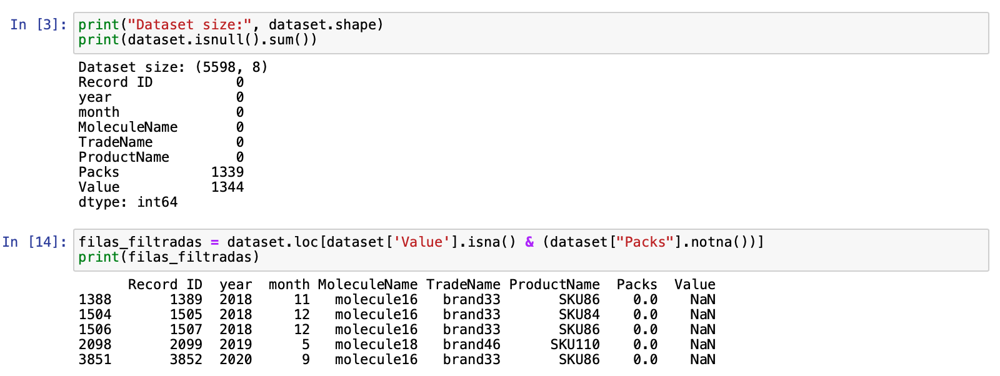 In [3]: print("Dataset size:", dataset.shape)
print(dataset.isnull().sum())
Dataset size: (5598, 8)
Record ID 0
year 0
month 0
MoleculeName 0
TradeName 0
ProductName 0
Packs 1339
Value 1344
dtype: int64
In [14]: filas_filtradas = dataset.loc[dataset['Value'].isna() & (dataset["Packs"].notna())]
print(filas_filtradas)
Record ID year month MoleculeName TradeName ProductName Packs Value
1388 1389 2018 11 molecule16 brand33 SKU86 0.0 NaN
1504 1505 2018 12 molecule16 brand33 SKU84 0.0 NaN
1506 1507 2018 12 molecule16 brand33 SKU86 0.0 NaN
2098 2099 2019 5 molecule18 brand46 SKU110 0.0 NaN
3851 3852 2020 9 molecule16 brand33 SKU86 0.0 NaN